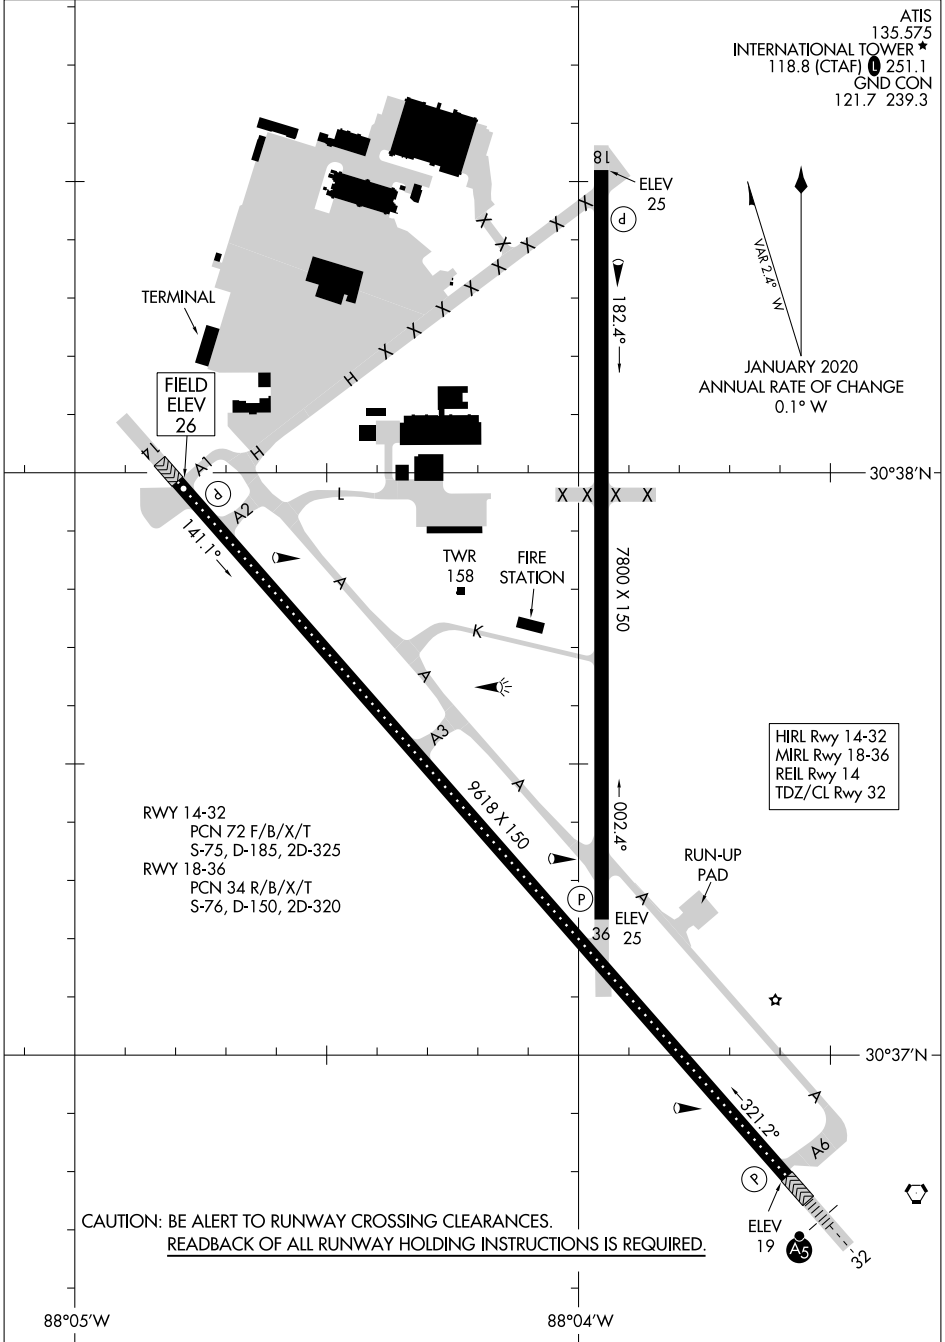 ATIS
135.575
INTERNATIONAL TOWER
118.8 (CTAF) L 251.1
GND CON
121.7 239.3
18
ELEV
25
P
VAR 2.4° W
182.4°
X X X X X X X X X
X X
TERMINAL
JANUARY 2020
ANNUAL RATE OF CHANGE
0.1° W
H
FIELD
ELEV
26
H
14
A1
30°38'N
P
L
X X X X
A2
141.1°
TWR
158
FIRE
STATION
7800 X 150
A
K
A
A3
HIRL Rwy 14-32
MIRL Rwy 18-36
REIL Rwy 14
TDZ/CL Rwy 32
A
9618 X 150
002.4°
RWY 14-32
PCN 72 F/B/X/T
S-75, D-185, 2D-325
RWY 18-36
PCN 34 R/B/X/T
S-76, D-150, 2D-320
RUN-UP
PAD
P
A
36
ELEV
25
30°37'N
A
321.2°
A6
P
CAUTION: BE ALERT TO RUNWAY CROSSING CLEARANCES.
READBACK OF ALL RUNWAY HOLDING INSTRUCTIONS IS REQUIRED.
ELEV
19
A5
32
88°05'W
88°04'W